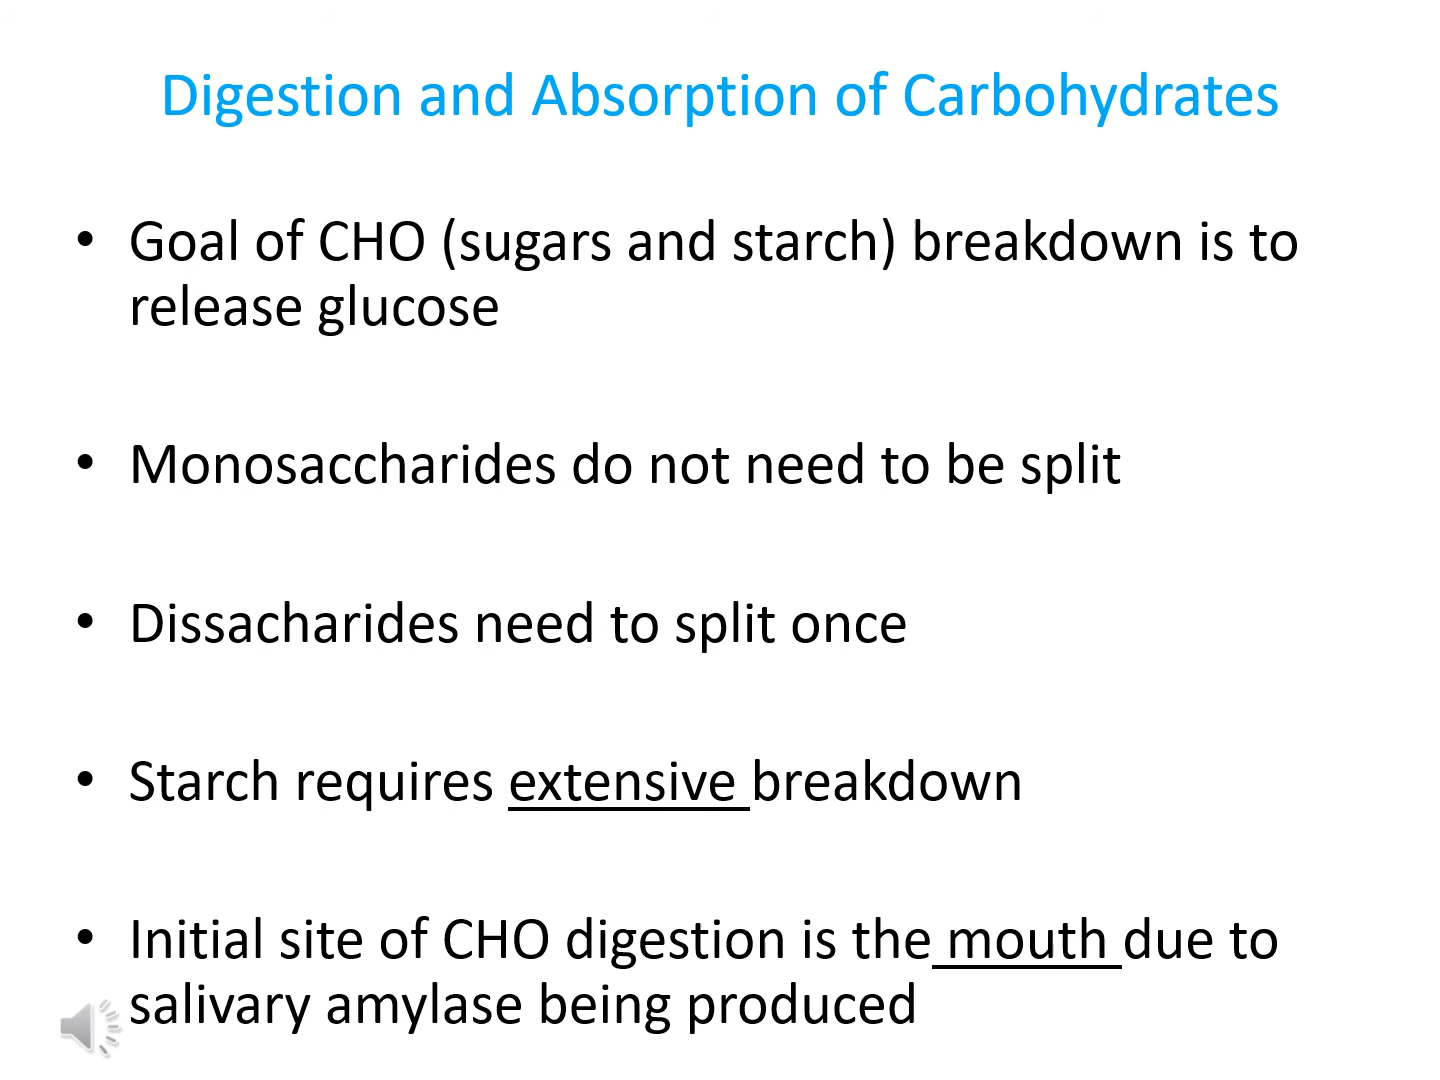 Digestion and Absorption of Carbohydrates
• Goal of CHO (sugars and starch) breakdown is to
release glucose
• Monosaccharides do not need to be split
• Dissacharides need to split once
• Starch requires extensive breakdown
• Initial site of CHO digestion is the mouth due to
salivary amylase being produced